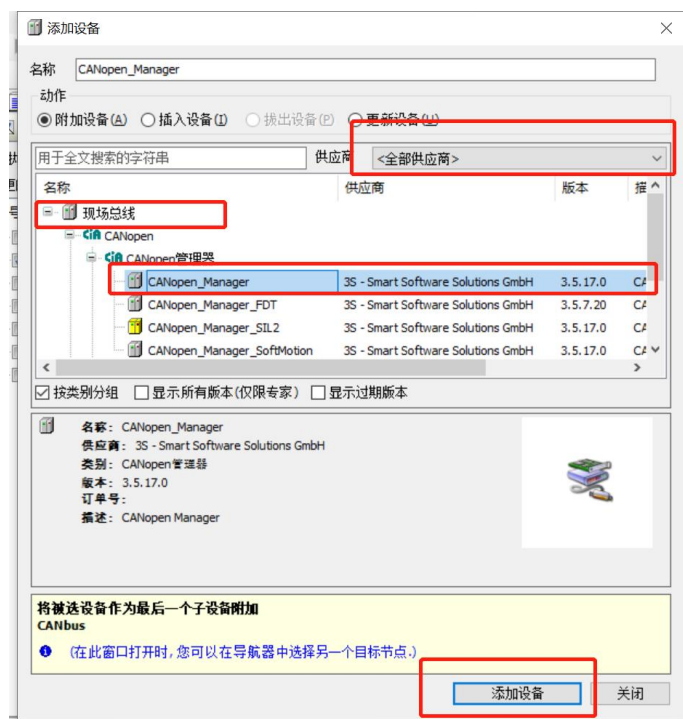 添加设备
名称 CANopen_Manager
动作
附加设备(A) 插入设备(I) 拔出设备(P) 更新设备(U)
用于全文搜索的字符串 供应商 <全部供应商>
名称 供应商 版本 描
现场总线
CiA CANopen
CiA CANopen管理器
CANopen_Manager 3S - Smart Software Solutions GmbH 3.5.17.0 CA
CANopen_Manager_FDT 3S - Smart Software Solutions GmbH 3.5.7.20 CA
CANopen_Manager_SIL2 3S - Smart Software Solutions GmbH 3.5.17.0 CA
CANopen_Manager_SoftMotion 3S - Smart Software Solutions GmbH 3.5.17.0 CA
按类别分组 显示所有版本(仅限专家) 显示过期版本
名称: CANopen_Manager
供应商: 3S - Smart Software Solutions GmbH
类别: CANopen管理器
版本: 3.5.17.0
订单号:
描述: CANopen Manager
将被选设备作为最后一个子设备附加
CANbus
(在此窗口打开时,您可以在导航器中选择另一个目标节点.)
添加设备 关闭